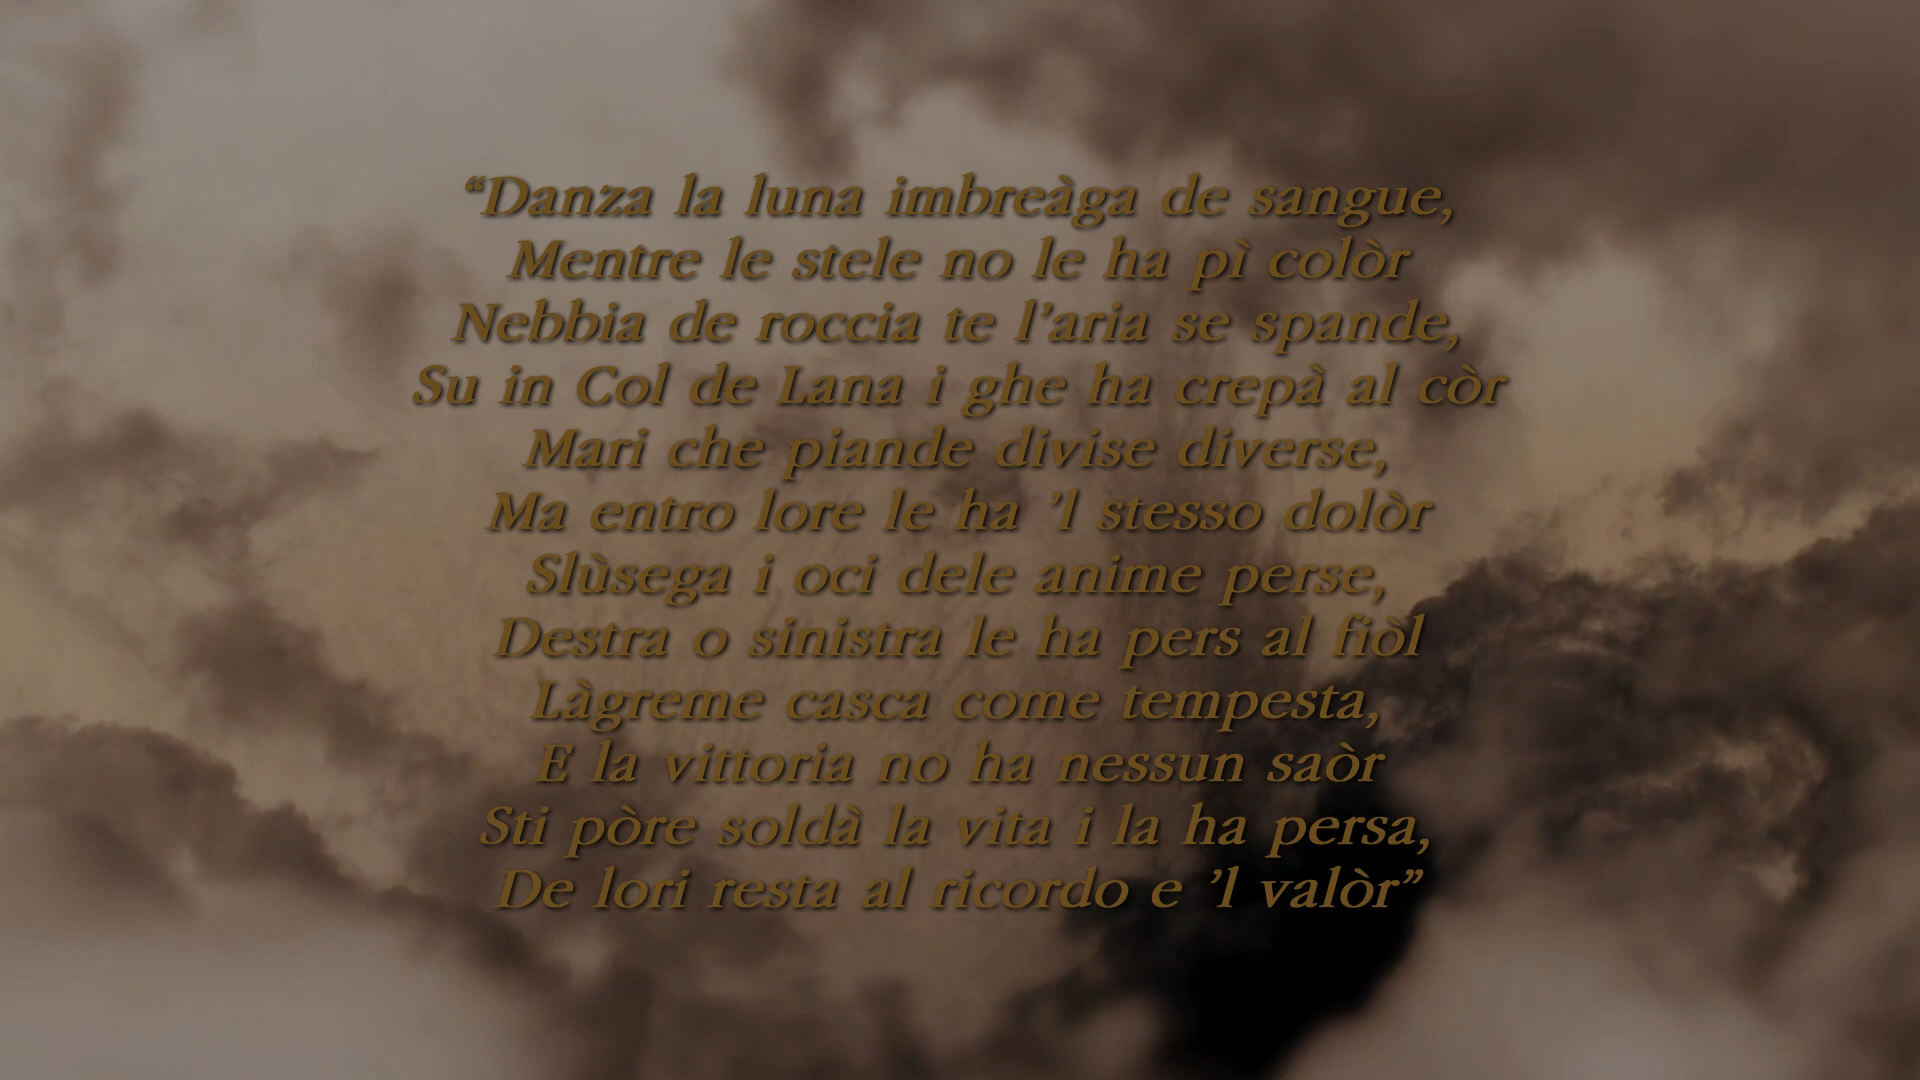 “Danza la luna imbreàga de sangue,
Mentre le stele no le ha pì colòr
Nebbia de roccia te l’aria se spande,
Su in Col de Lana i ghe ha crepà al còr
Mari che piande divise diverse,
Ma entro lore le ha ’l stesso dolòr
Slùsega i oci dele anime perse,
Destra o sinistra le ha pers al fiòl
Làgreme casca come tempesta,
E la vittoria no ha nessun saòr
Sti pòre soldà la vita i la ha persa,
De lori resta al ricordo e ’l valòr”